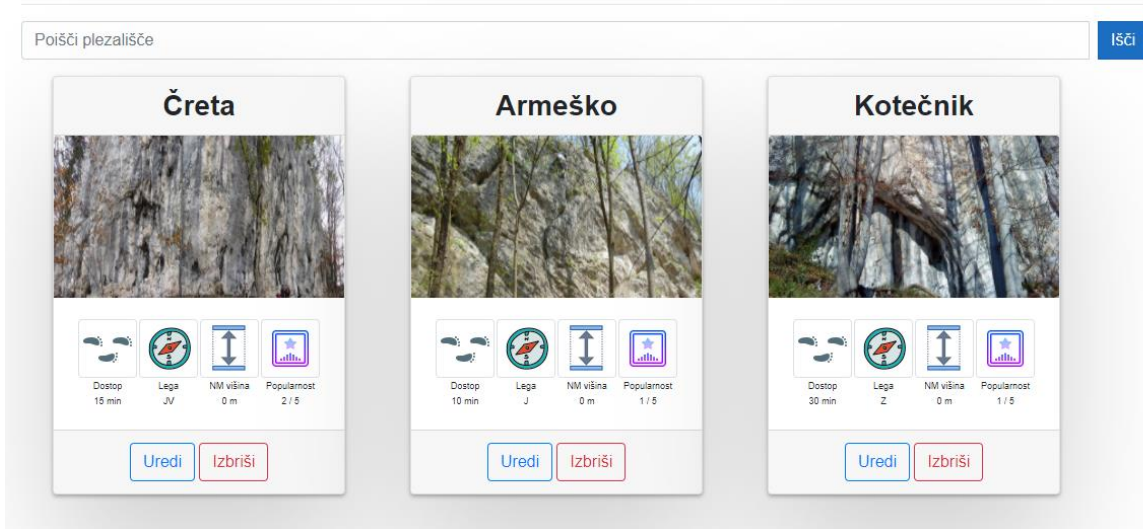 Poišči plezališče Išči
Čreta Armeško Kotečnik
Dostop Lega NM višina Popularnost Dostop Lega NM višina Popularnost Dostop Lega NM višina Popularnost
15 min JV 0 m 2 / 5 10 min J 0 m 1 / 5 30 min Z 0 m 1 / 5
Uredi Izbriši Uredi Izbriši Uredi Izbriši